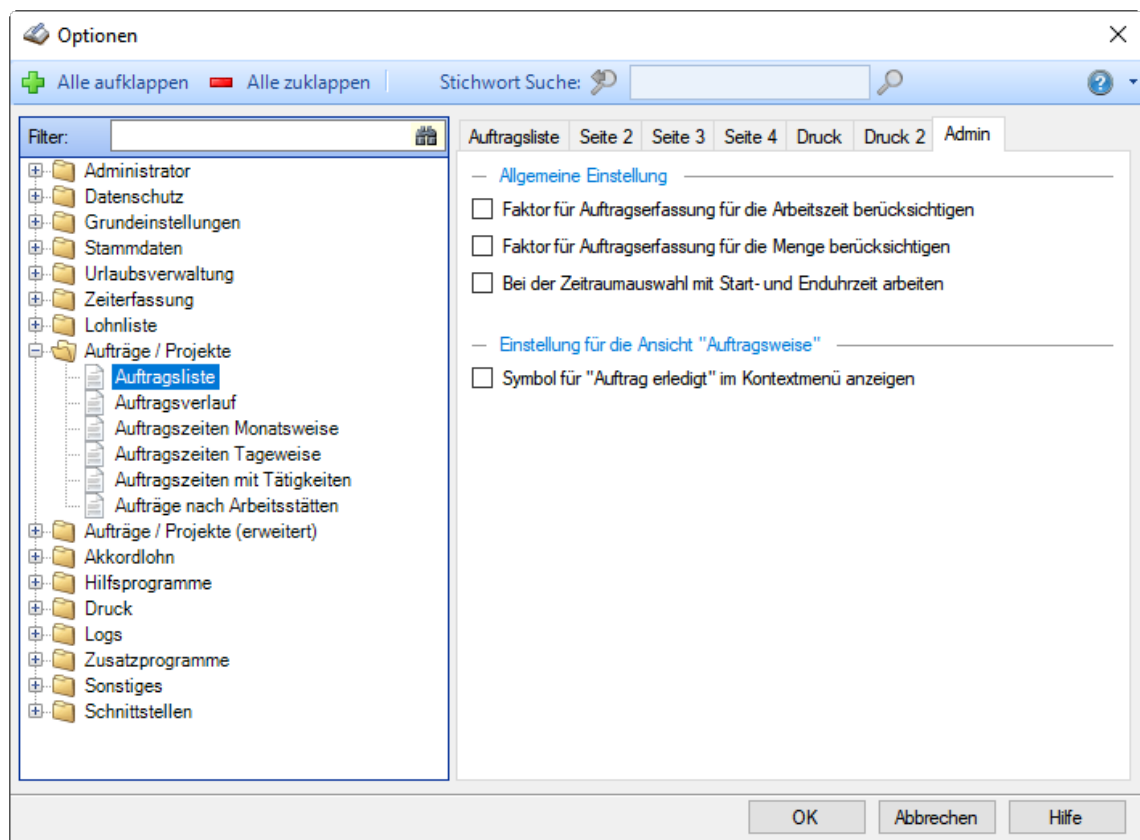 Optionen
Alle aufklappen Alle zuklappen Stichwort Suche:
Filter:
Administrator
Datenschutz
Grundeinstellungen
Stammdaten
Urlaubsverwaltung
Zeiterfassung
Lohnliste
Aufträge / Projekte
Auftragsliste
Auftragsverlauf
Auftragszeiten Monatsweise
Auftragszeiten Tageweise
Auftragszeiten mit Tätigkeiten
Aufträge nach Arbeitsstätten
Aufträge / Projekte (erweitert)
Akkordlohn
Hilfsprogramme
Druck
Logs
Zusatzprogramme
Sonstiges
Schnittstellen
Auftragsliste Seite 2 Seite 3 Seite 4 Druck Druck 2 Admin
Allgemeine Einstellung
Faktor für Auftragserfassung für die Arbeitszeit berücksichtigen
Faktor für Auftragserfassung für die Menge berücksichtigen
Bei der Zeitraumauswahl mit Start- und Enduhrzeit arbeiten
Einstellung für die Ansicht "Auftragsweise"
Symbol für "Auftrag erledigt" im Kontextmenü anzeigen
OK Abbrechen Hilfe